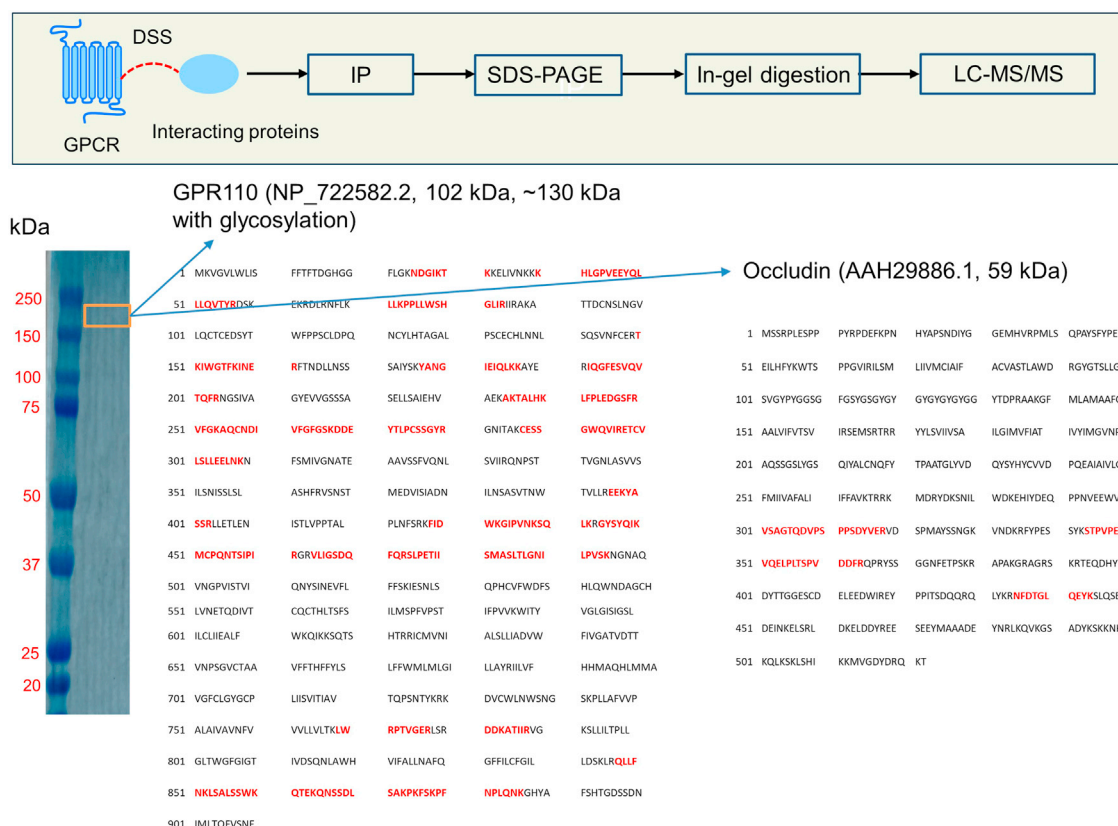 DSS
GPCR
Interacting proteins
IP
SDS-PAGE
In-gel digestion
LC-MS/MS
GPR110 (NP_722582.2, 102 kDa, ~130 kDa
with glycosylation)
kDa
250
150
100
75
50
37
25
20
1 MKVGVLWLIS FFTFTDGHGG FLGKNDGIKT KKELIVNKKK HLGPVEEYQL
51 LLQVTYRDSK EKRDLRNFLK LLKPPLLWSH GLIRIIRAKA TTDCNSLNGV
101 LQCTCEDSYT WFPPSCLDPQ NCYLHTAGAL PSCECHLNNL SQSVNFCERT
151 KIWGTFKINE RFTNDLLNSS SAIYSKYANG IEIQLKKAYE RIQGFESVQV
201 TQFRNGSIVA GYEVVGSSSA SELLSAIEHV AEKAKTALHK LFPLEDGSFR
251 VFGKAQCNDI VFGFGSKDDE YTLPCSSGYR GNITAKCESS GWQVIRETCV
301 LSLLEELNKN FSMIVGNATE AAVSSFVQNL SVIIRQNPST TVGNLASVVS
351 ILSNISSLSL ASHFRVSNST MEDVISIADN ILNSASVTNW TVLLREEKYA
401 SSRLLETLEN ISTLVPPTAL PLNFSRKFID WKGIPVNKSQ LKRGYSYQIK
451 MCPQNTSIPI RGRVLIGSDQ FQRSLPETII SMASLTLGNI LPVSKNGNAQ
501 VNGPVISTVI QNYSINEVFL FFSKIESNLS QPHCVFWDFS HLQWNDAGCH
551 LVNETQDIVT CQCTHLTSFS ILMSPFVPST IFPVVKWITY VGLGISIGSL
601 ILCLIIEALF WKQIKKSQTS HTRRICMVNI ALSLLIADVW FIVGATVDTT
651 VNPSGVCTAA VFFTHFFYLS LFFWMLMLGI LLAYRIILVF HHMAQHLMMA
701 VGFCLGYGCP LIISVITIAV TQPSNTYKRK DVCWLNWSNG SKPLLAFVVP
751 ALAIVAVNFV VVLLVLTKLW RPTVGERLSR DDKATIIRVG KSLLILTPLL
801 GLTWGFGIGT IVDSQNLAWH VIFALLNAFQ GFFILCFGIL LDSKLRQLLF
851 NKLSALSSWK QTEKQNSSDL SAKPKFSKPF NPLQNKGHYA FSHTGDSSDN
901 IMLTQFVSNE
Occludin (AAH29886.1, 59 kDa)
1 MSSRPLESPP PYRPDEFKPN HYAPSNDIYG GEMHVRPMLS QPAYSFYPE
51 EILHFYKWTS PPGVIRILSM LIIVMCIAIF ACVASTLAWD RGYGTSLLG
101 SVGYPYGGSG FGSYGSGYGY GYGYGYGYGG YTDPRAAKGF MLAMAAFC
151 AALVIFVTSV IRSEMSRTRR YYLSVIIVSA ILGIMVFIAT IVYIMGVNP
201 AQSSGSLYGS QIYALCNQFY TPAATGLYVD QYSYHYCVVD PQEAIAIVLG
251 FMIIVAFALI IFFAVKTRRK MDRYDKSNIL WDKEHIYDEQ PPNVEEWV
301 VSAGTQDVPS PPSDYVERVD SPMAYSSNGK VNDKRFYPES SYKSTPVPE
351 VQELPLTSPV DDFRQPRYSS GGNFETPSKR APAKGRAGRS KRTEQDHY
401 DYTTGGESCD ELEEDWIREY PPITSDQQRQ LYKRNFDTGL QEYKSLQSE
451 DEINKELSRL DKELDDYREE SEEYMAAADE YNRLKQVKGS ADYKSKKNH
501 KQLKSKLSHI KKMVGDYDRQ KT